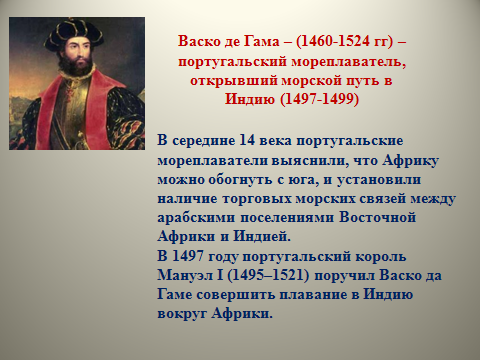 Васко де Гама – (1460-1524 гг) –
португальский мореплаватель,
открывший морской путь в
Индию (1497-1499)
В середине 14 века португальские
мореплаватели выяснили, что Африку
можно обогнуть с юга, и установили
наличие торговых морских связей между
арабскими поселениями Восточной
Африки и Индией.
В 1497 году португальский король
Мануэл I (1495–1521) поручил Васко да
Гаме совершить плавание в Индию
вокруг Африки.